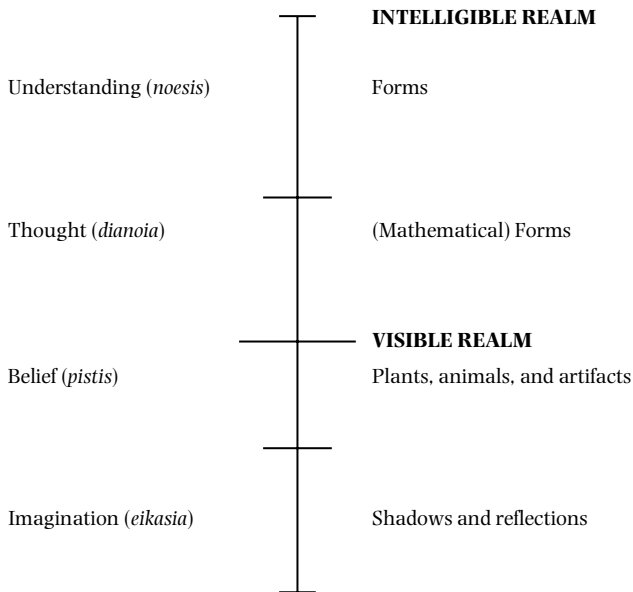 INTELLIGIBLE REALM
Understanding (noesis) Forms
Thought (dianoia) (Mathematical) Forms
VISIBLE REALM
Belief (pistis) Plants, animals, and artifacts
Imagination (eikasia) Shadows and reflections